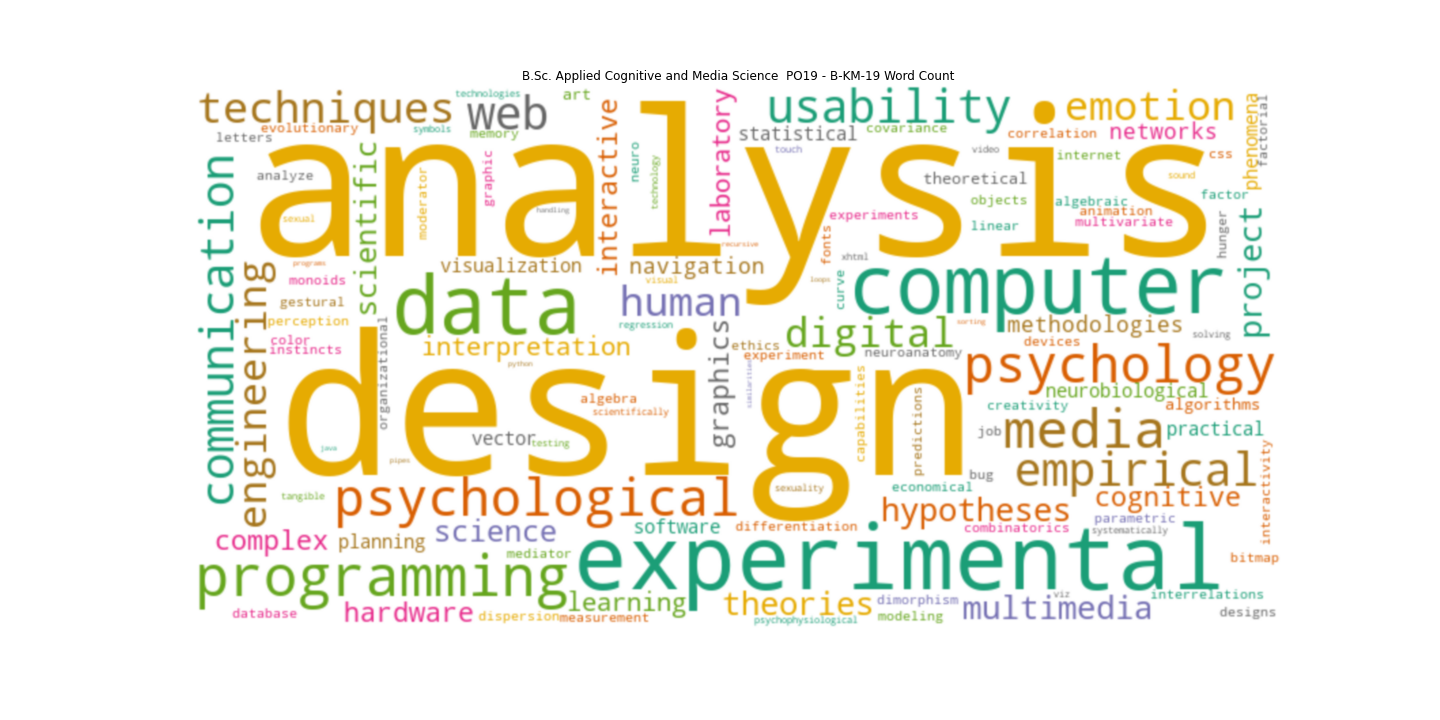 B.Sc. Applied Cognitive and Media Science  PO19 - B-KM-19 Word Count
techniques
technologies
web
art
usability
emotion
evolutionary
symbols
memory
letters
interactive
laboratory
statistical
covariance
correlation
networks
phenomena
factorial
analysis
touch
video
internet
css
communication
scientific
analyze
moderator
graphic
neuro
technology
theoretical
sound
sexual
handling
objects
algebraic
factor
experiments
animation
linear
multivariate
hunger
project
recursive
fonts
xhtml
programs
visualization
navigation
monoids
visual
loops
curve
computer
engineering
gestural
data
human
perception
regression
digital
sorting
methodologies
solving
color
instincts
organizational
interpretation
graphics
ethics
experiment
neuroanatomy
devices
psychology
python
similarities
design
algebra
scientifically
capabilities
predictions
neurobiological
creativity
algorithms
vector
testing
java
job
media
practical
pipes
bug
empirical
interactivity
tangible
psychological
sexuality
economical
cognitive
hypotheses
science
software
differentiation
combinatorics
parametric
systematically
complex
planning
mediator
experimental
bitmap
programming
learning
theories
dimorphism
viz
interrelations
database
hardware
dispersion
measurement
psychophysiological
modeling
multimedia
designs